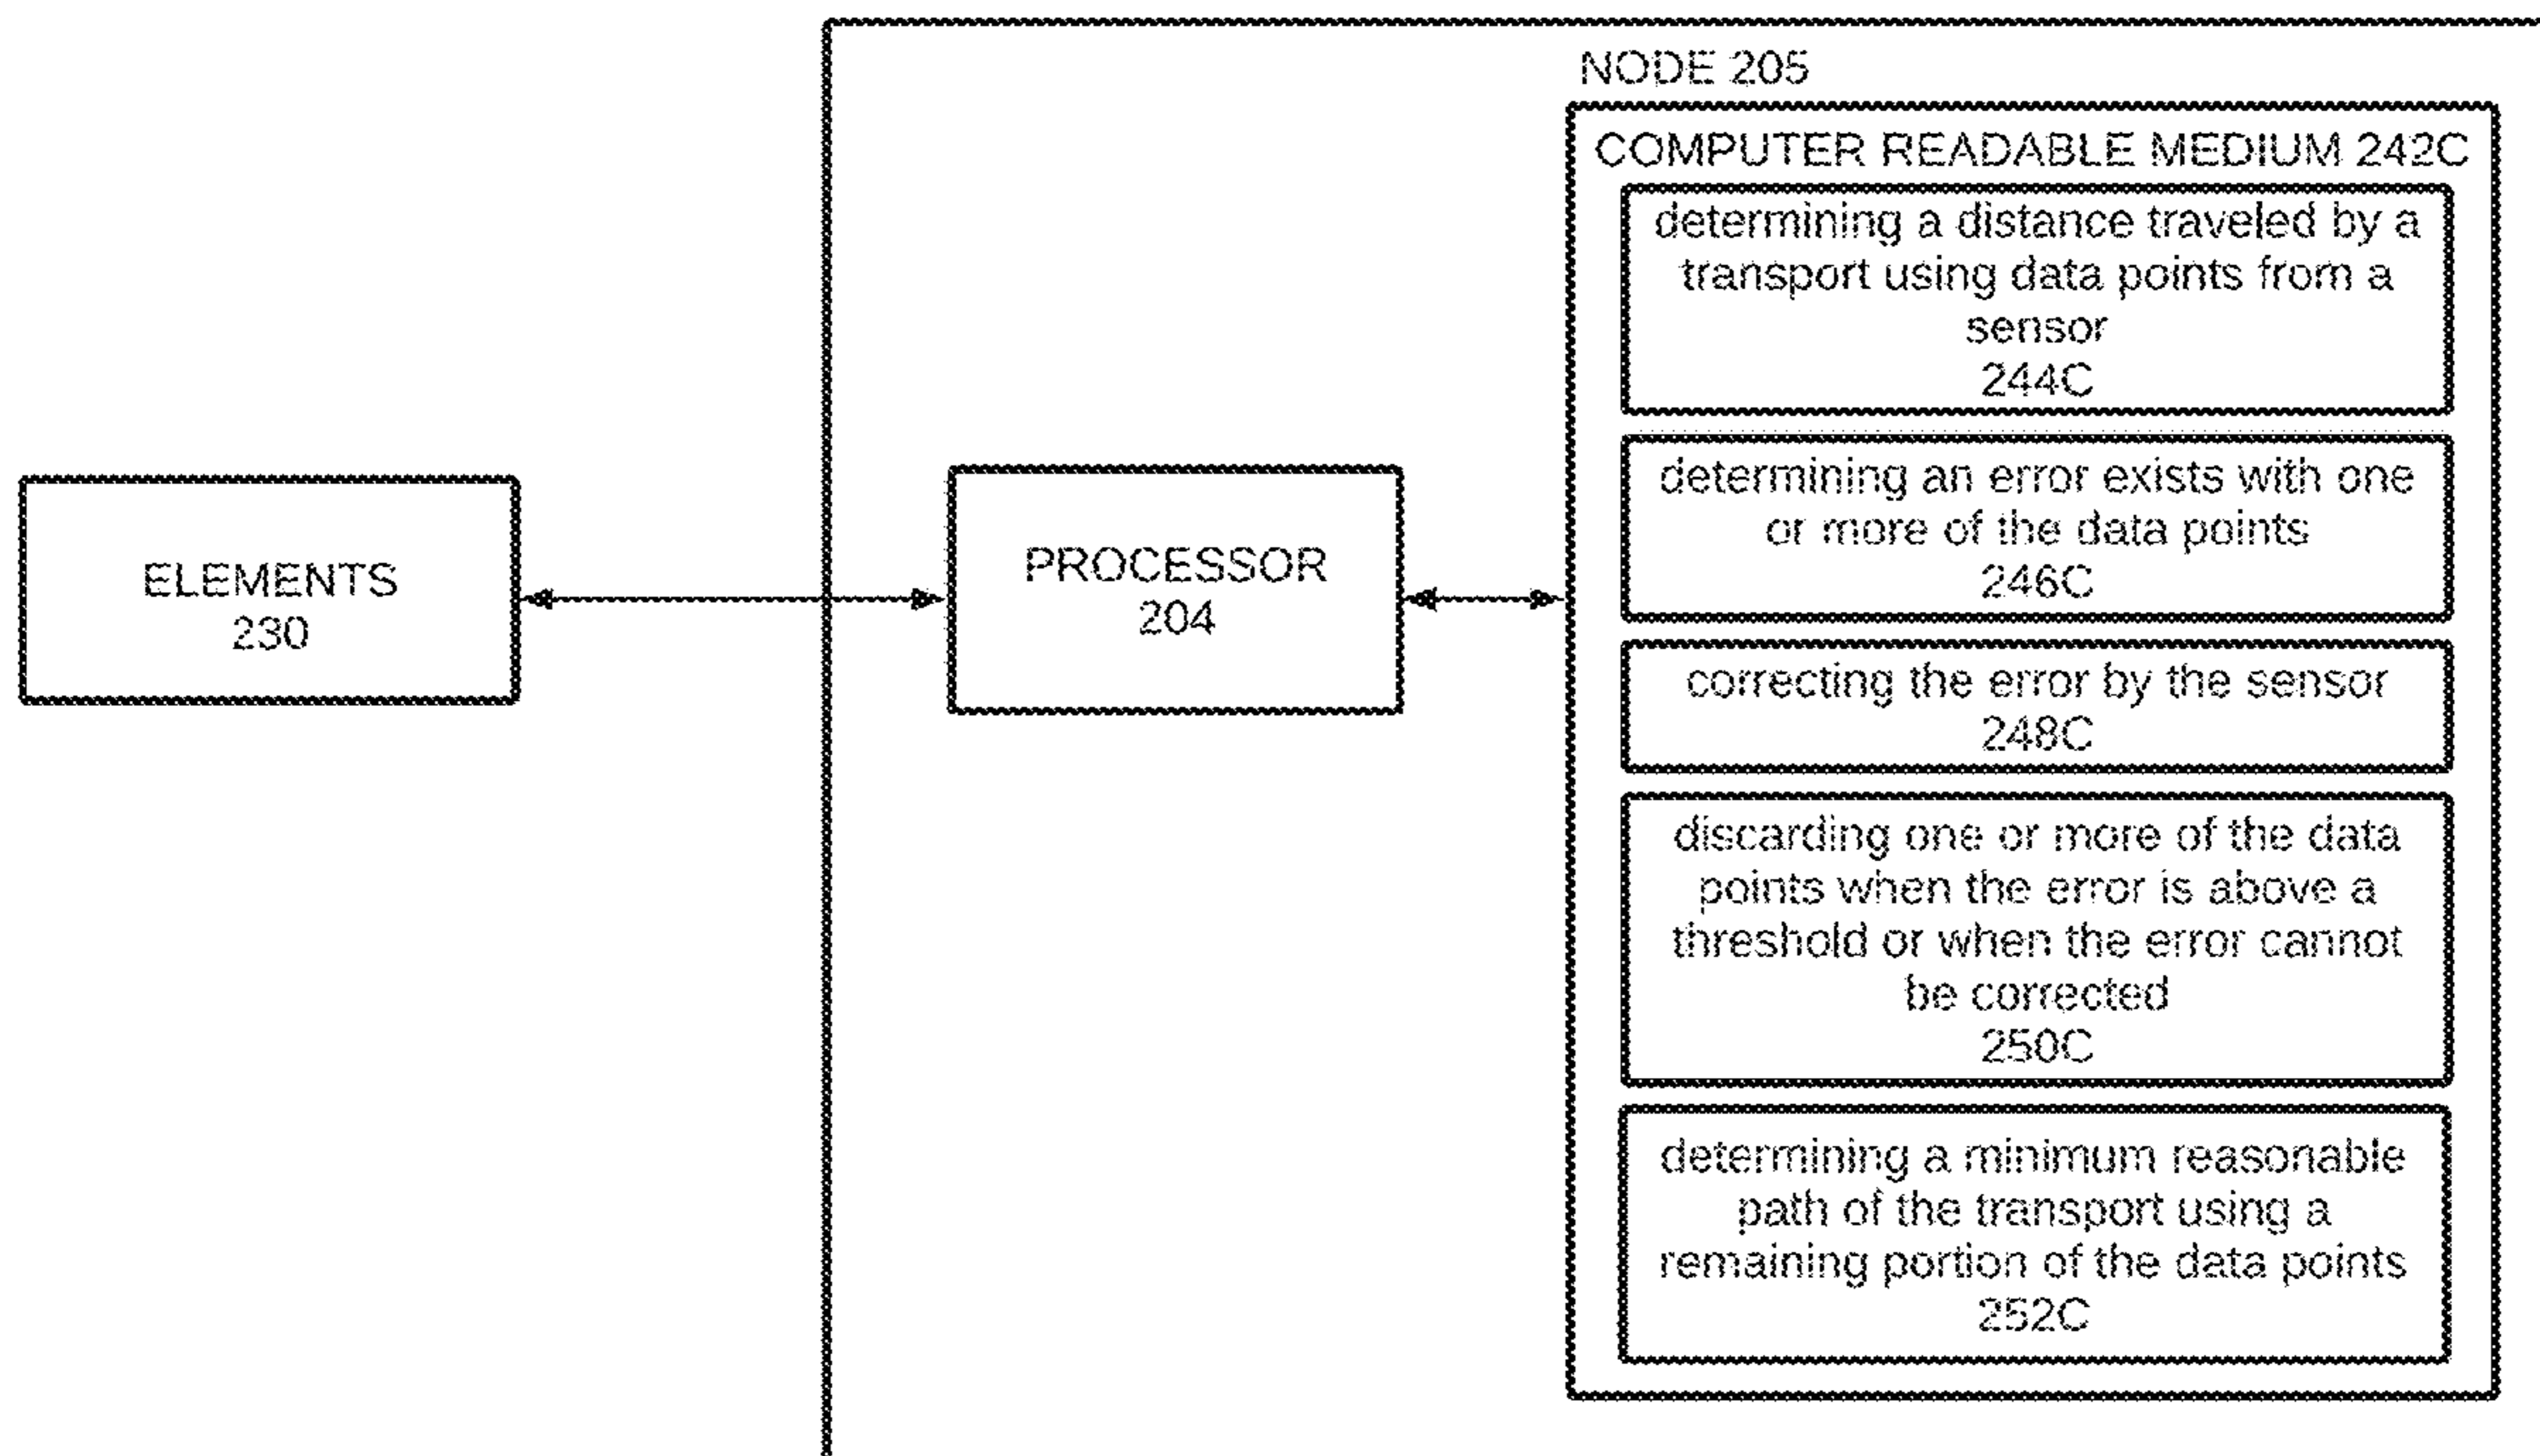 NODE 205
COMPUTER READABLE MEDIUM 242C
determining a distance traveled by a
transport using data points from a
sensor
244C
determining an error exists with one
or more of the data points
246C
correcting the error by the sensor
248C
discarding one or more of the data
points when the error is above a
threshold or when the error cannot
be corrected
250C
determining a minimum reasonable
path of the transport using a
remaining portion of the data points
252C
ELEMENTS
230
PROCESSOR
204